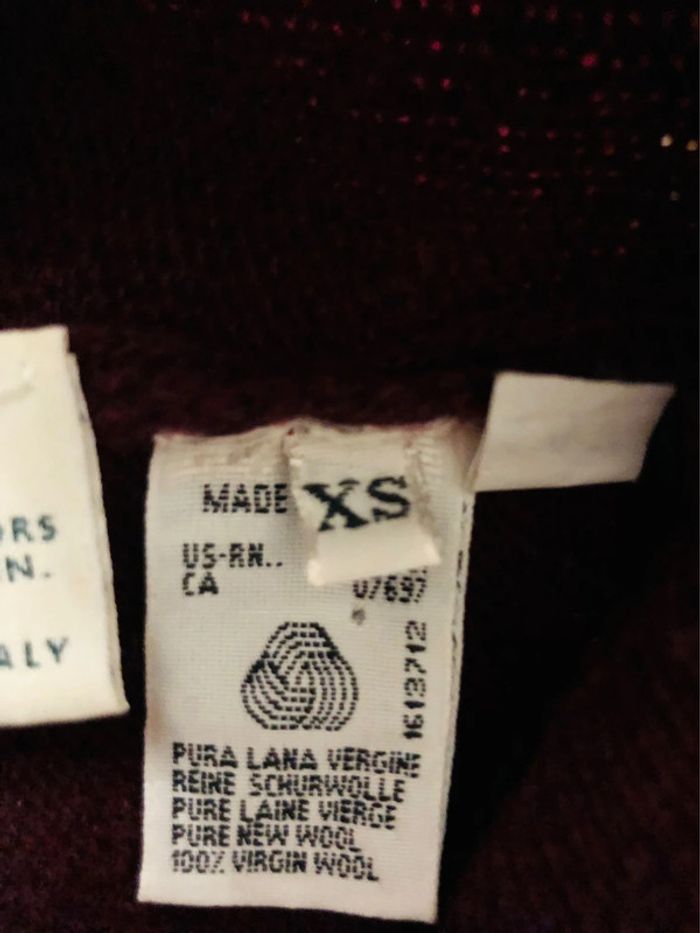 ORS
N.
ALY
MADE
XS
US-RN..
CA 07697
1613712
PURA LANA VERGINE
REINE SCHURWOLLE
PURE LAINE VIERGE
PURE NEW WOOL
100% VIRGIN WOOL